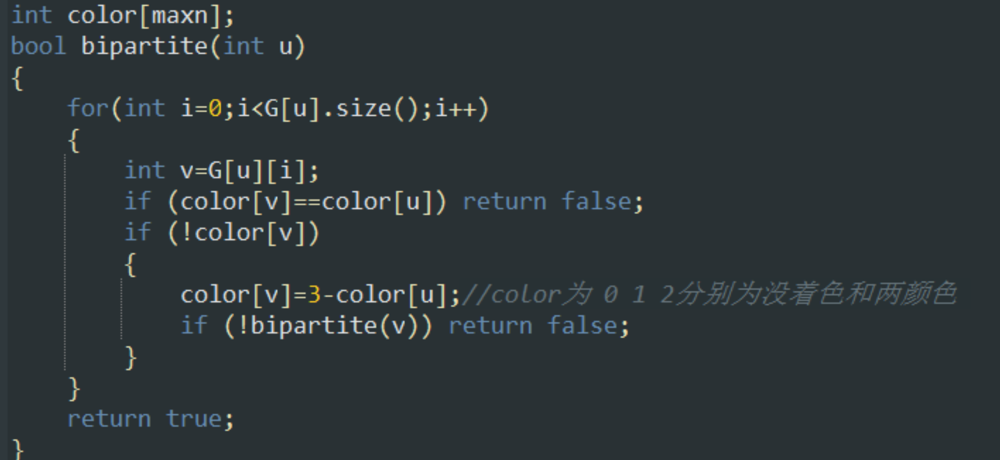 int color[maxn];
bool bipartite(int u)
{
    for(int i=0;i<G[u].size();i++)
    {
        int v=G[u][i];
        if (color[v]==color[u]) return false;
        if (!color[v])
        {
            color[v]=3-color[u];//color为 0 1 2分别为没着色和两颜色
            if (!bipartite(v)) return false;
        }
    }
    return true;
}